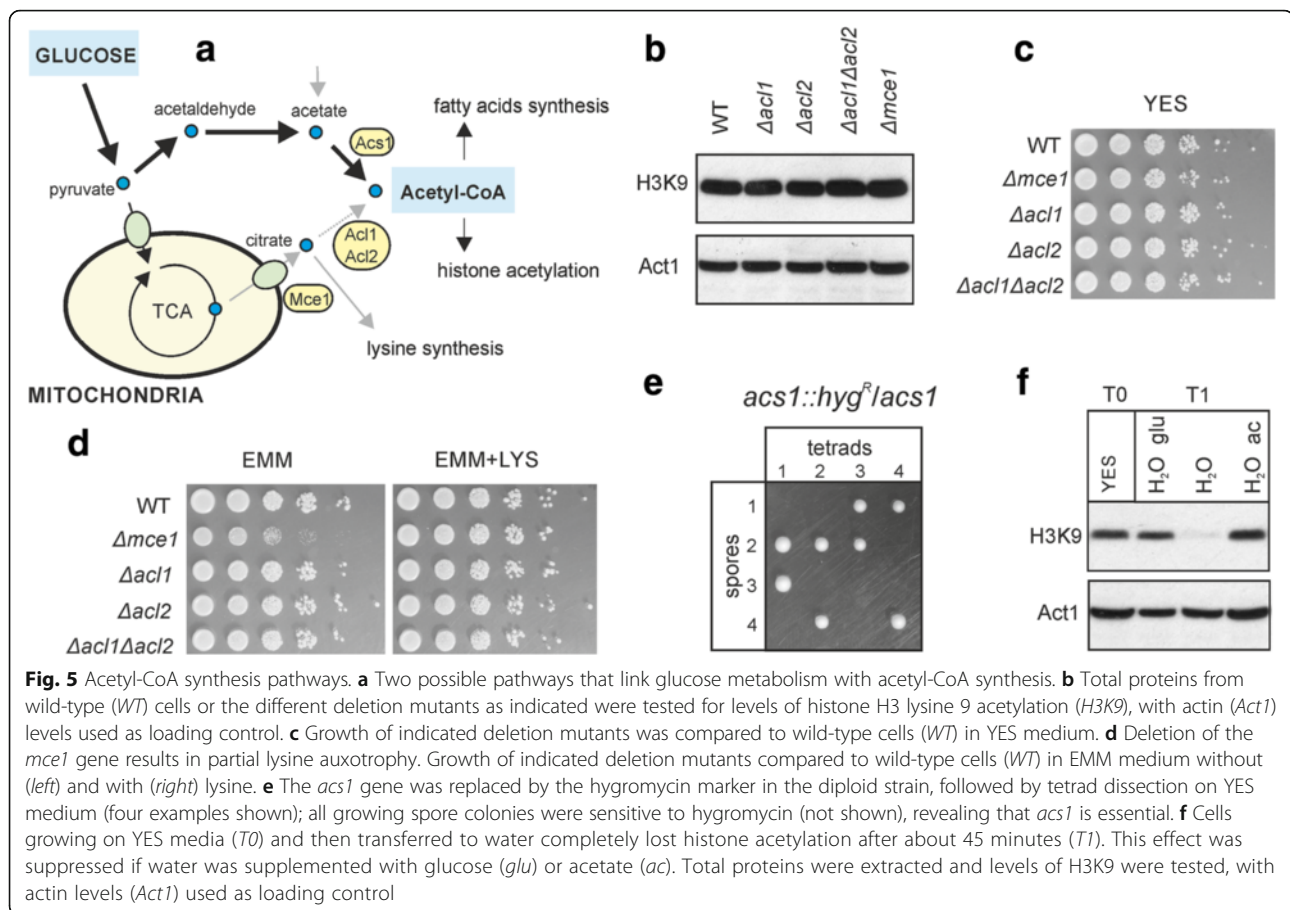 a
GLUCOSE
acetaldehyde
acetate
Acs1
pyruvate
fatty acids synthesis
Acetyl-CoA
histone acetylation
citrate
Acl1
Acl2
Mce1
TCA
lysine synthesis
MITOCHONDRIA
b
WT
Δacl1
Δacl2
Δacl1Δacl2
Δmce1
H3K9
Act1
c
YES
WT
Δmce1
Δacl1
Δacl2
Δacl1Δacl2
d
EMM EMM+LYS
WT
Δmce1
Δacl1
Δacl2
Δacl1Δacl2
e
acs1::hygR/acs1
tetrads
1 2 3 4
spores
1
2
3
4
f
T0 T1
YES
H2O glu
H2O
H2O ac
H3K9
Act1
Fig. 5 Acetyl-CoA synthesis pathways. a Two possible pathways that link glucose metabolism with acetyl-CoA synthesis. b Total proteins from
wild-type (WT) cells or the different deletion mutants as indicated were tested for levels of histone H3 lysine 9 acetylation (H3K9), with actin (Act1)
levels used as loading control. c Growth of indicated deletion mutants was compared to wild-type cells (WT) in YES medium. d Deletion of the
mce1 gene results in partial lysine auxotrophy. Growth of indicated deletion mutants compared to wild-type cells (WT) in EMM medium without
(left) and with (right) lysine. e The acs1 gene was replaced by the hygromycin marker in the diploid strain, followed by tetrad dissection on YES
medium (four examples shown); all growing spore colonies were sensitive to hygromycin (not shown), revealing that acs1 is essential. f Cells
growing on YES media (T0) and then transferred to water completely lost histone acetylation after about 45 minutes (T1). This effect was
suppressed if water was supplemented with glucose (glu) or acetate (ac). Total proteins were extracted and levels of H3K9 were tested, with
actin levels (Act1) used as loading control